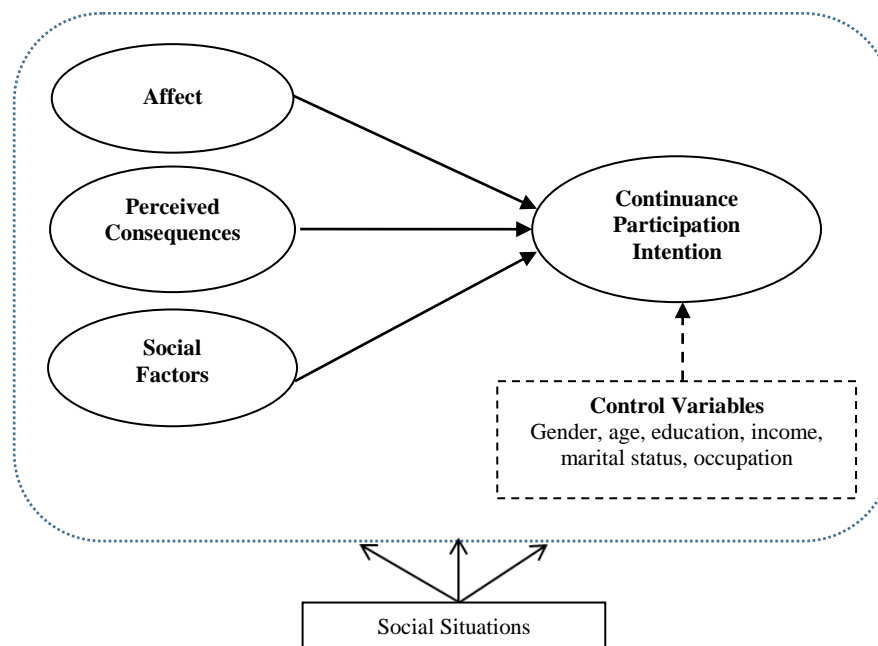 Affect
Perceived
Consequences
Social
Factors
Continuance
Participation
Intention
Control Variables
Gender, age, education, income,
marital status, occupation
Social Situations